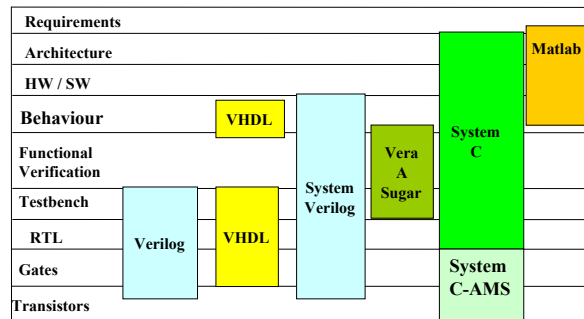 Requirements
Architecture
HW / SW
Behaviour
Functional
Verification
Testbench
RTL
Gates
Transistors
Verilog
VHDL
VHDL
System
Verilog
Vera
A
Sugar
System
C
System
C-AMS
Matlab